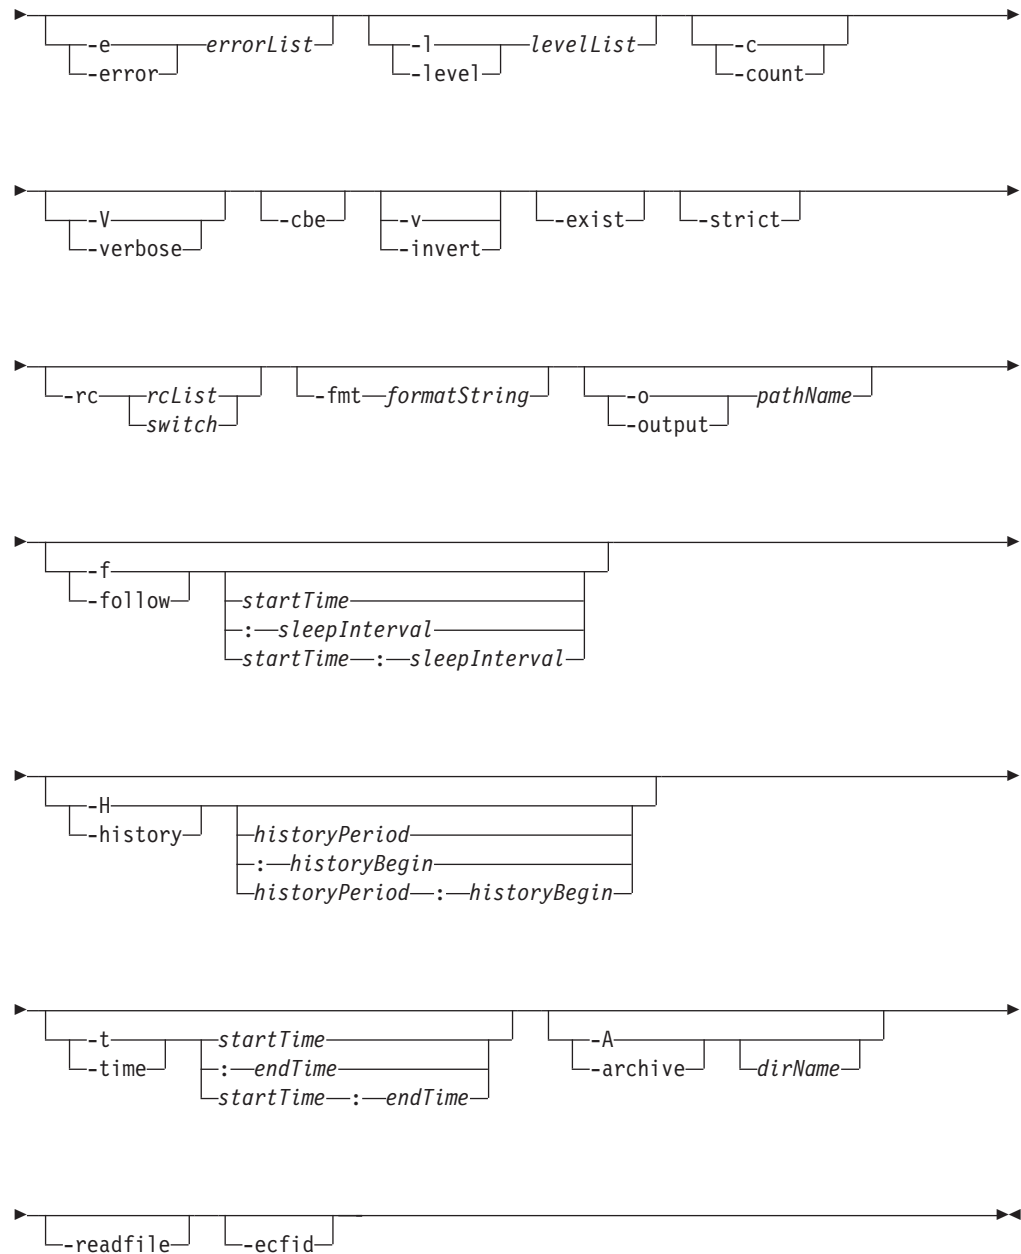 -e errorList -l levelList -c
-error -level -count
-V -cbe -v -exist -strict
-verbose -invert
-rc rcList -fmt formatString -o pathName
switch -output
-f
-follow startTime
: sleepInterval
startTime : sleepInterval
-H
-history historyPeriod
: historyBegin
historyPeriod : historyBegin
-t startTime -A
-time : endTime -archive dirName
startTime : endTime
-readfile -ecfid